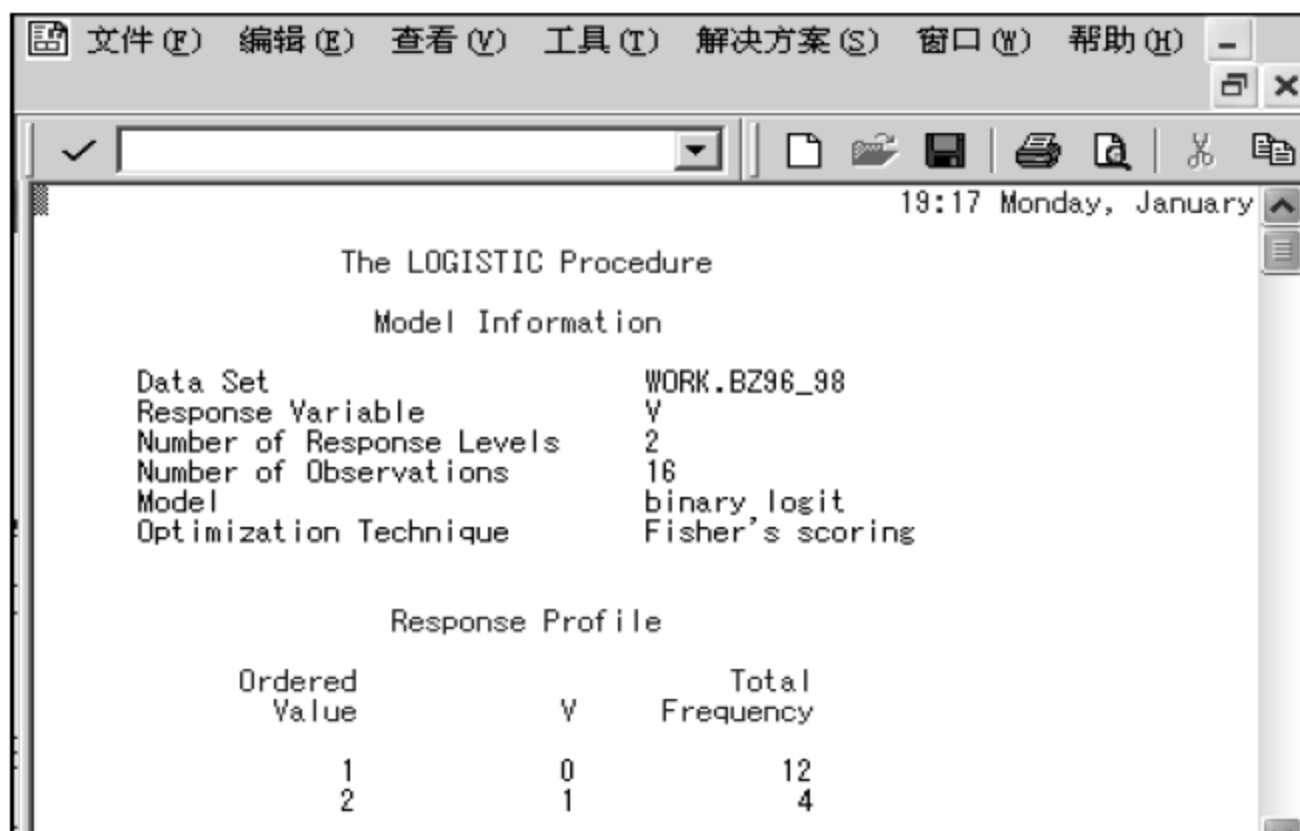 文件(F) 编辑(E) 查看(V) 工具(T) 解决方案(S) 窗口(W) 帮助(H)
19:17 Monday, January
The LOGISTIC Procedure
Model Information
Data Set WORK.BZ96_98
Response Variable V
Number of Response Levels 2
Number of Observations 16
Model binary logit
Optimization Technique Fisher's scoring
Response Profile
Ordered Total
Value V Frequency
1 0 12
2 1 4